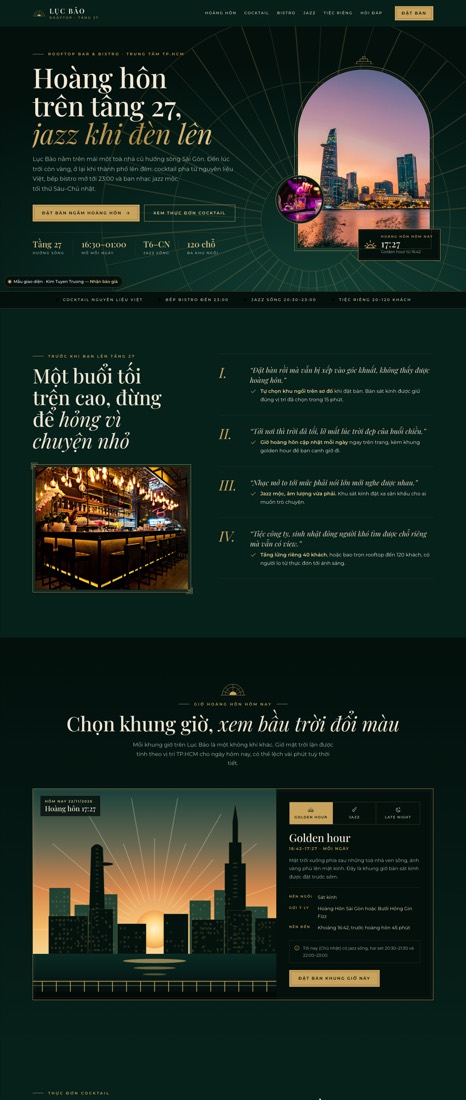 LỤC BẢO
ROOFTOP · TẦNG 27
HOÀNG HÔN COCKTAIL BISTRO JAZZ TIỆC RIÊNG HỎI ĐÁP
ĐẶT BÀN
ROOFTOP BAR & BISTRO · TRUNG TÂM TP.HCM
Hoàng hôn
trên tầng 27,
jazz khi đèn lên
Lục Bảo nằm trên mái một toà nhà cũ hướng sông Sài Gòn. Đến lúc
trời còn vàng, ở lại khi thành phố lên đèn: cocktail pha từ nguyên liệu
Việt, bếp bistro mở tới 23:00 và ban nhạc jazz mộc
tối thứ Sáu–Chủ nhật.
ĐẶT BÀN NGẮM HOÀNG HÔN →
XEM THỰC ĐƠN COCKTAIL
Tầng 27
HƯỚNG SÔNG
16:30–01:00
MỞ MỖI NGÀY
T6–CN
JAZZ SỐNG
120 chỗ
BA KHU NGỒI
HOÀNG HÔN HÔM NAY
17:27
Golden hour từ 16:42
Mẫu giao diện · Kim Tuyen Truong — Nhận báo giá
COCKTAIL NGUYÊN LIỆU VIỆT BẾP BISTRO ĐẾN 23:00 JAZZ SỐNG 20:30–23:00 TIỆC RIÊNG 20–120 KHÁCH
TRƯỚC KHI BẠN LÊN TẦNG 27
Một buổi tối
trên cao, đừng
để hỏng vì
chuyện nhỏ
I.
“Đặt bàn rồi mà vẫn bị xếp vào góc khuất, không thấy được
hoàng hôn.”
Tự chọn khu ngồi trên sơ đồ khi đặt bàn. Bàn sát kính được giữ
đúng vị trí đã chọn trong 15 phút.
II.
“Tới nơi thì trời đã tối, lỡ mất lúc trời đẹp của buổi chiều.”
Giờ hoàng hôn cập nhật mỗi ngày ngay trên trang, kèm khung
golden hour để bạn canh giờ đi.
III.
“Nhạc mở to tới mức phải nói lớn mới nghe được nhau.”
Jazz mộc, âm lượng vừa phải. Khu sát kính đặt xa sân khấu cho ai
muốn trò chuyện.
IV.
“Tiệc công ty, sinh nhật đông người khó tìm được chỗ riêng
mà vẫn có view.”
Tầng lửng riêng 40 khách, hoặc bao trọn rooftop đến 120 khách, có
người lo từ thực đơn tới ánh sáng.
GIỜ HOÀNG HÔN HÔM NAY
Chọn khung giờ, xem bầu trời đổi màu
Mỗi khung giờ trên Lục Bảo là một không khí khác. Giờ mặt trời lặn được
tính theo vị trí TP.HCM cho ngày hôm nay, có thể lệch vài phút tuỳ thời
tiết.
HÔM NAY 22/11/2026
Hoàng hôn 17:27
GOLDEN HOUR
JAZZ
LATE NIGHT
Golden hour
16:42–17:27 · MỖI NGÀY
Mặt trời xuống phía sau những toà nhà ven sông, ánh
vàng phủ lên mặt kính. Đây là khung giờ bàn sát kính
được đặt trước sớm.
NÊN NGỒI
Sát kính
GỢI Ý LY
Hoàng Hôn Sài Gòn hoặc Bưởi Hồng Gin
Fizz
NÊN ĐẾN
Khoảng 16:42, trước hoàng hôn 45 phút
Tối nay (Chủ Nhật) có jazz sống, hai set 20:30–21:30 và
22:00–23:00.
ĐẶT BÀN KHUNG GIỜ NÀY
THỰC ĐƠN COCKTAIL